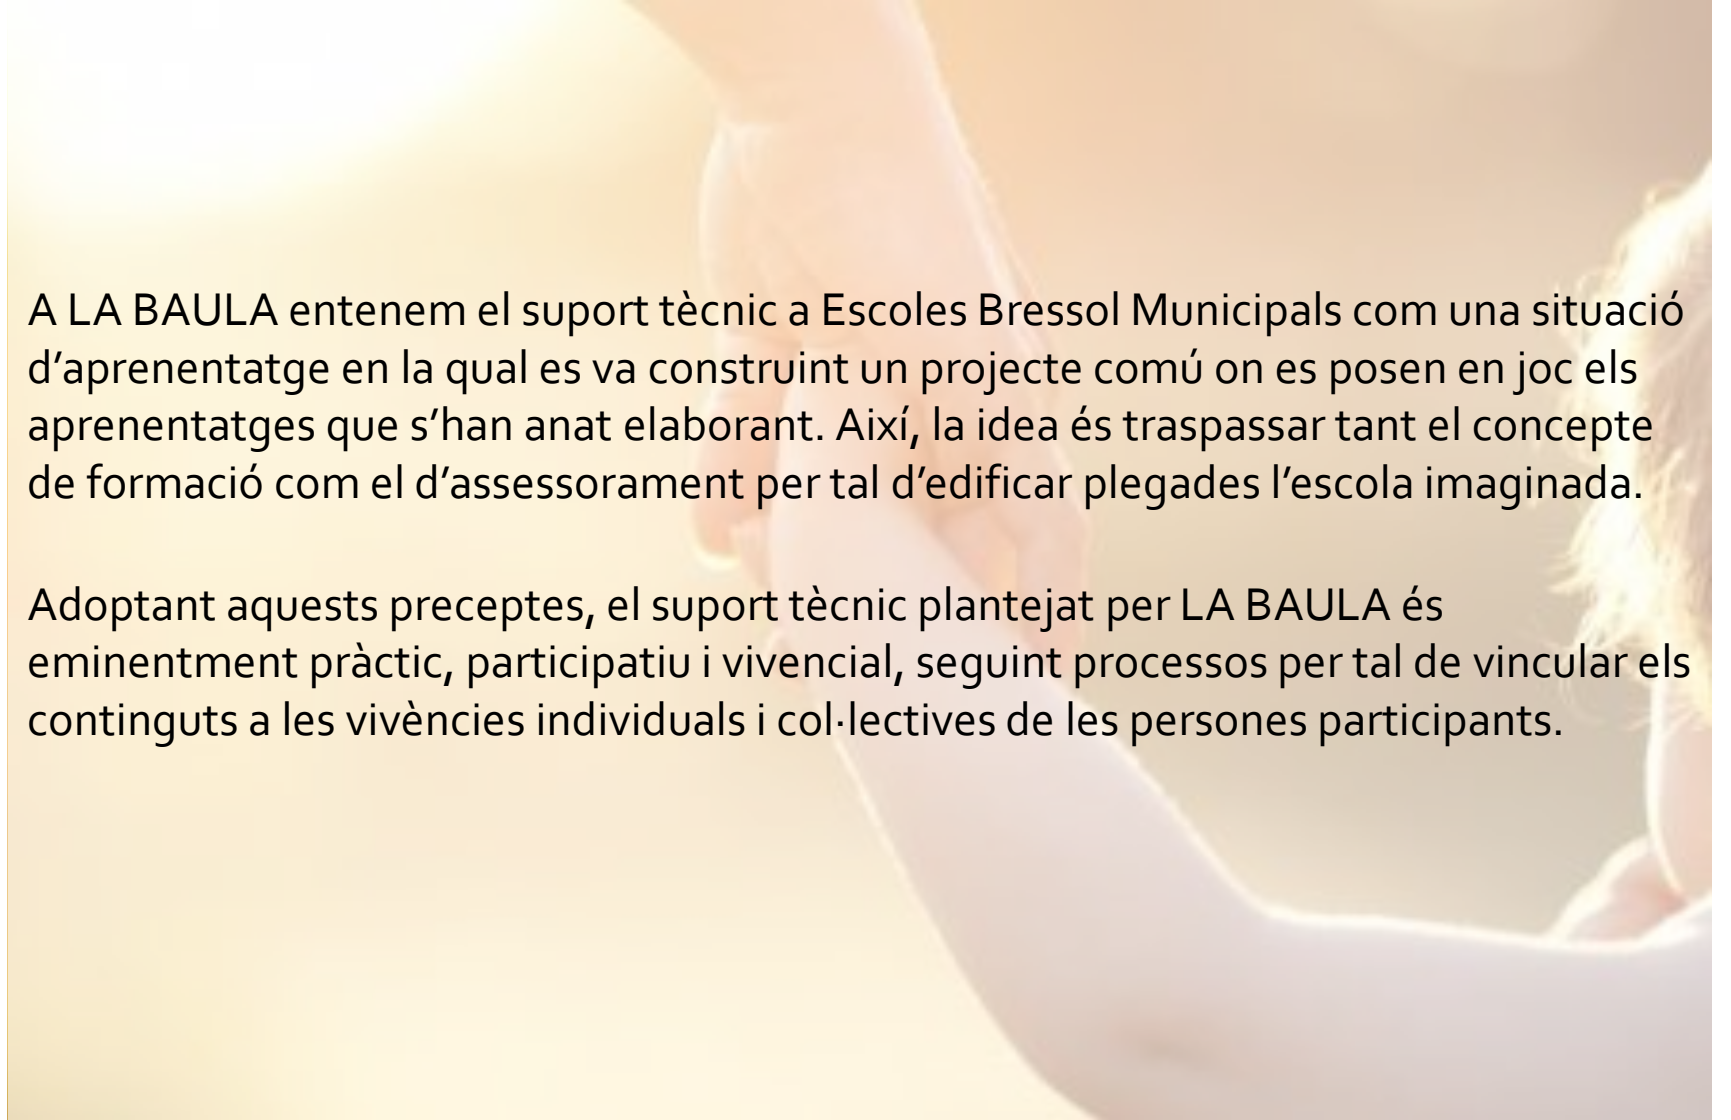 A LA BAULA entenem el suport tècnic a Escoles Bressol Municipals com una situació
d’aprenentatge en la qual es va construint un projecte comú on es posen en joc els
aprenentatges que s’han anat elaborant. Així, la idea és traspassar tant el concepte
de formació com el d’assessorament per tal d’edificar plegades l’escola imaginada.
Adoptant aquests preceptes, el suport tècnic plantejat per LA BAULA és
eminentment pràctic, participatiu i vivencial, seguint processos per tal de vincular els
continguts a les vivències individuals i col·lectives de les persones participants.